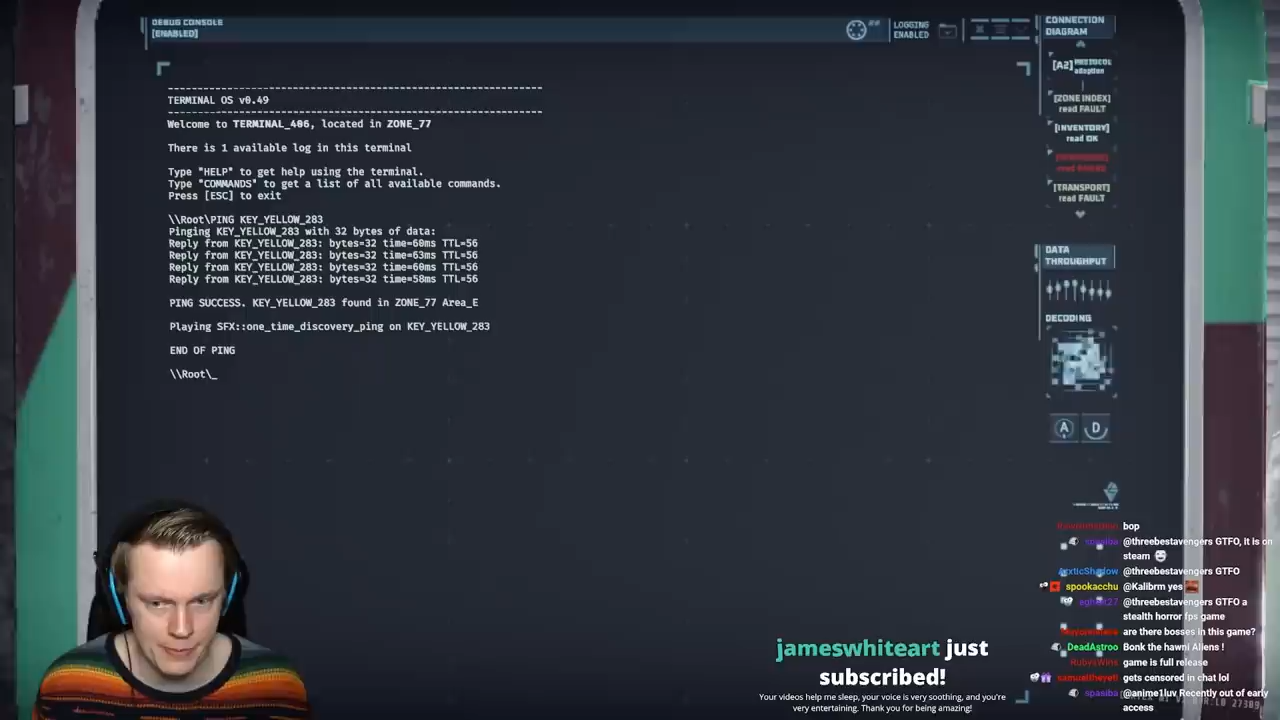 DEBUG CONSOLE
[ENABLED]
LOGGING
ENABLED
------------------------------------------------------------------
TERMINAL OS v0.49
------------------------------------------------------------------
Welcome to TERMINAL_406, located in ZONE_77
There is 1 available log in this terminal
Type "HELP" to get help using the terminal.
Type "COMMANDS" to get a list of all available commands.
Press [ESC] to exit
\\Root\PING KEY_YELLOW_283
Pinging KEY_YELLOW_283 with 32 bytes of data:
Reply from KEY_YELLOW_283: bytes=32 time=60ms TTL=56
Reply from KEY_YELLOW_283: bytes=32 time=63ms TTL=56
Reply from KEY_YELLOW_283: bytes=32 time=60ms TTL=56
Reply from KEY_YELLOW_283: bytes=32 time=58ms TTL=56
PING SUCCESS. KEY_YELLOW_283 found in ZONE_77 Area_E
Playing SFX::one_time_discovery_ping on KEY_YELLOW_283
END OF PING
\\Root\_
CONNECTION
DIAGRAM
[A2] PROTOCOL
adaption
[ZONE INDEX]
read FAULT
[INVENTORY]
read OK
[TRANSPORT]
read FAULT
DATA
THROUGHPUT
DECODING
A D
jameswhiteart just
subscribed!
Your videos help me sleep, your voice is very soothing, and you're
very entertaining. Thank you for being amazing!
bop
spasiba @threebestavengers GTFO, it is on
steam
ArxticShadow @threebestavengers GTFO
spookacchu @Kalibrm yes
@threebestavengers GTFO a
stealth horror fps game
are there bosses in this game?
DeadAstroo Bonk the hawni Aliens !
RubesWins game is full release
samualtheyeti gets censored in chat lol
spasiba @anime1luv Recently out of early
access